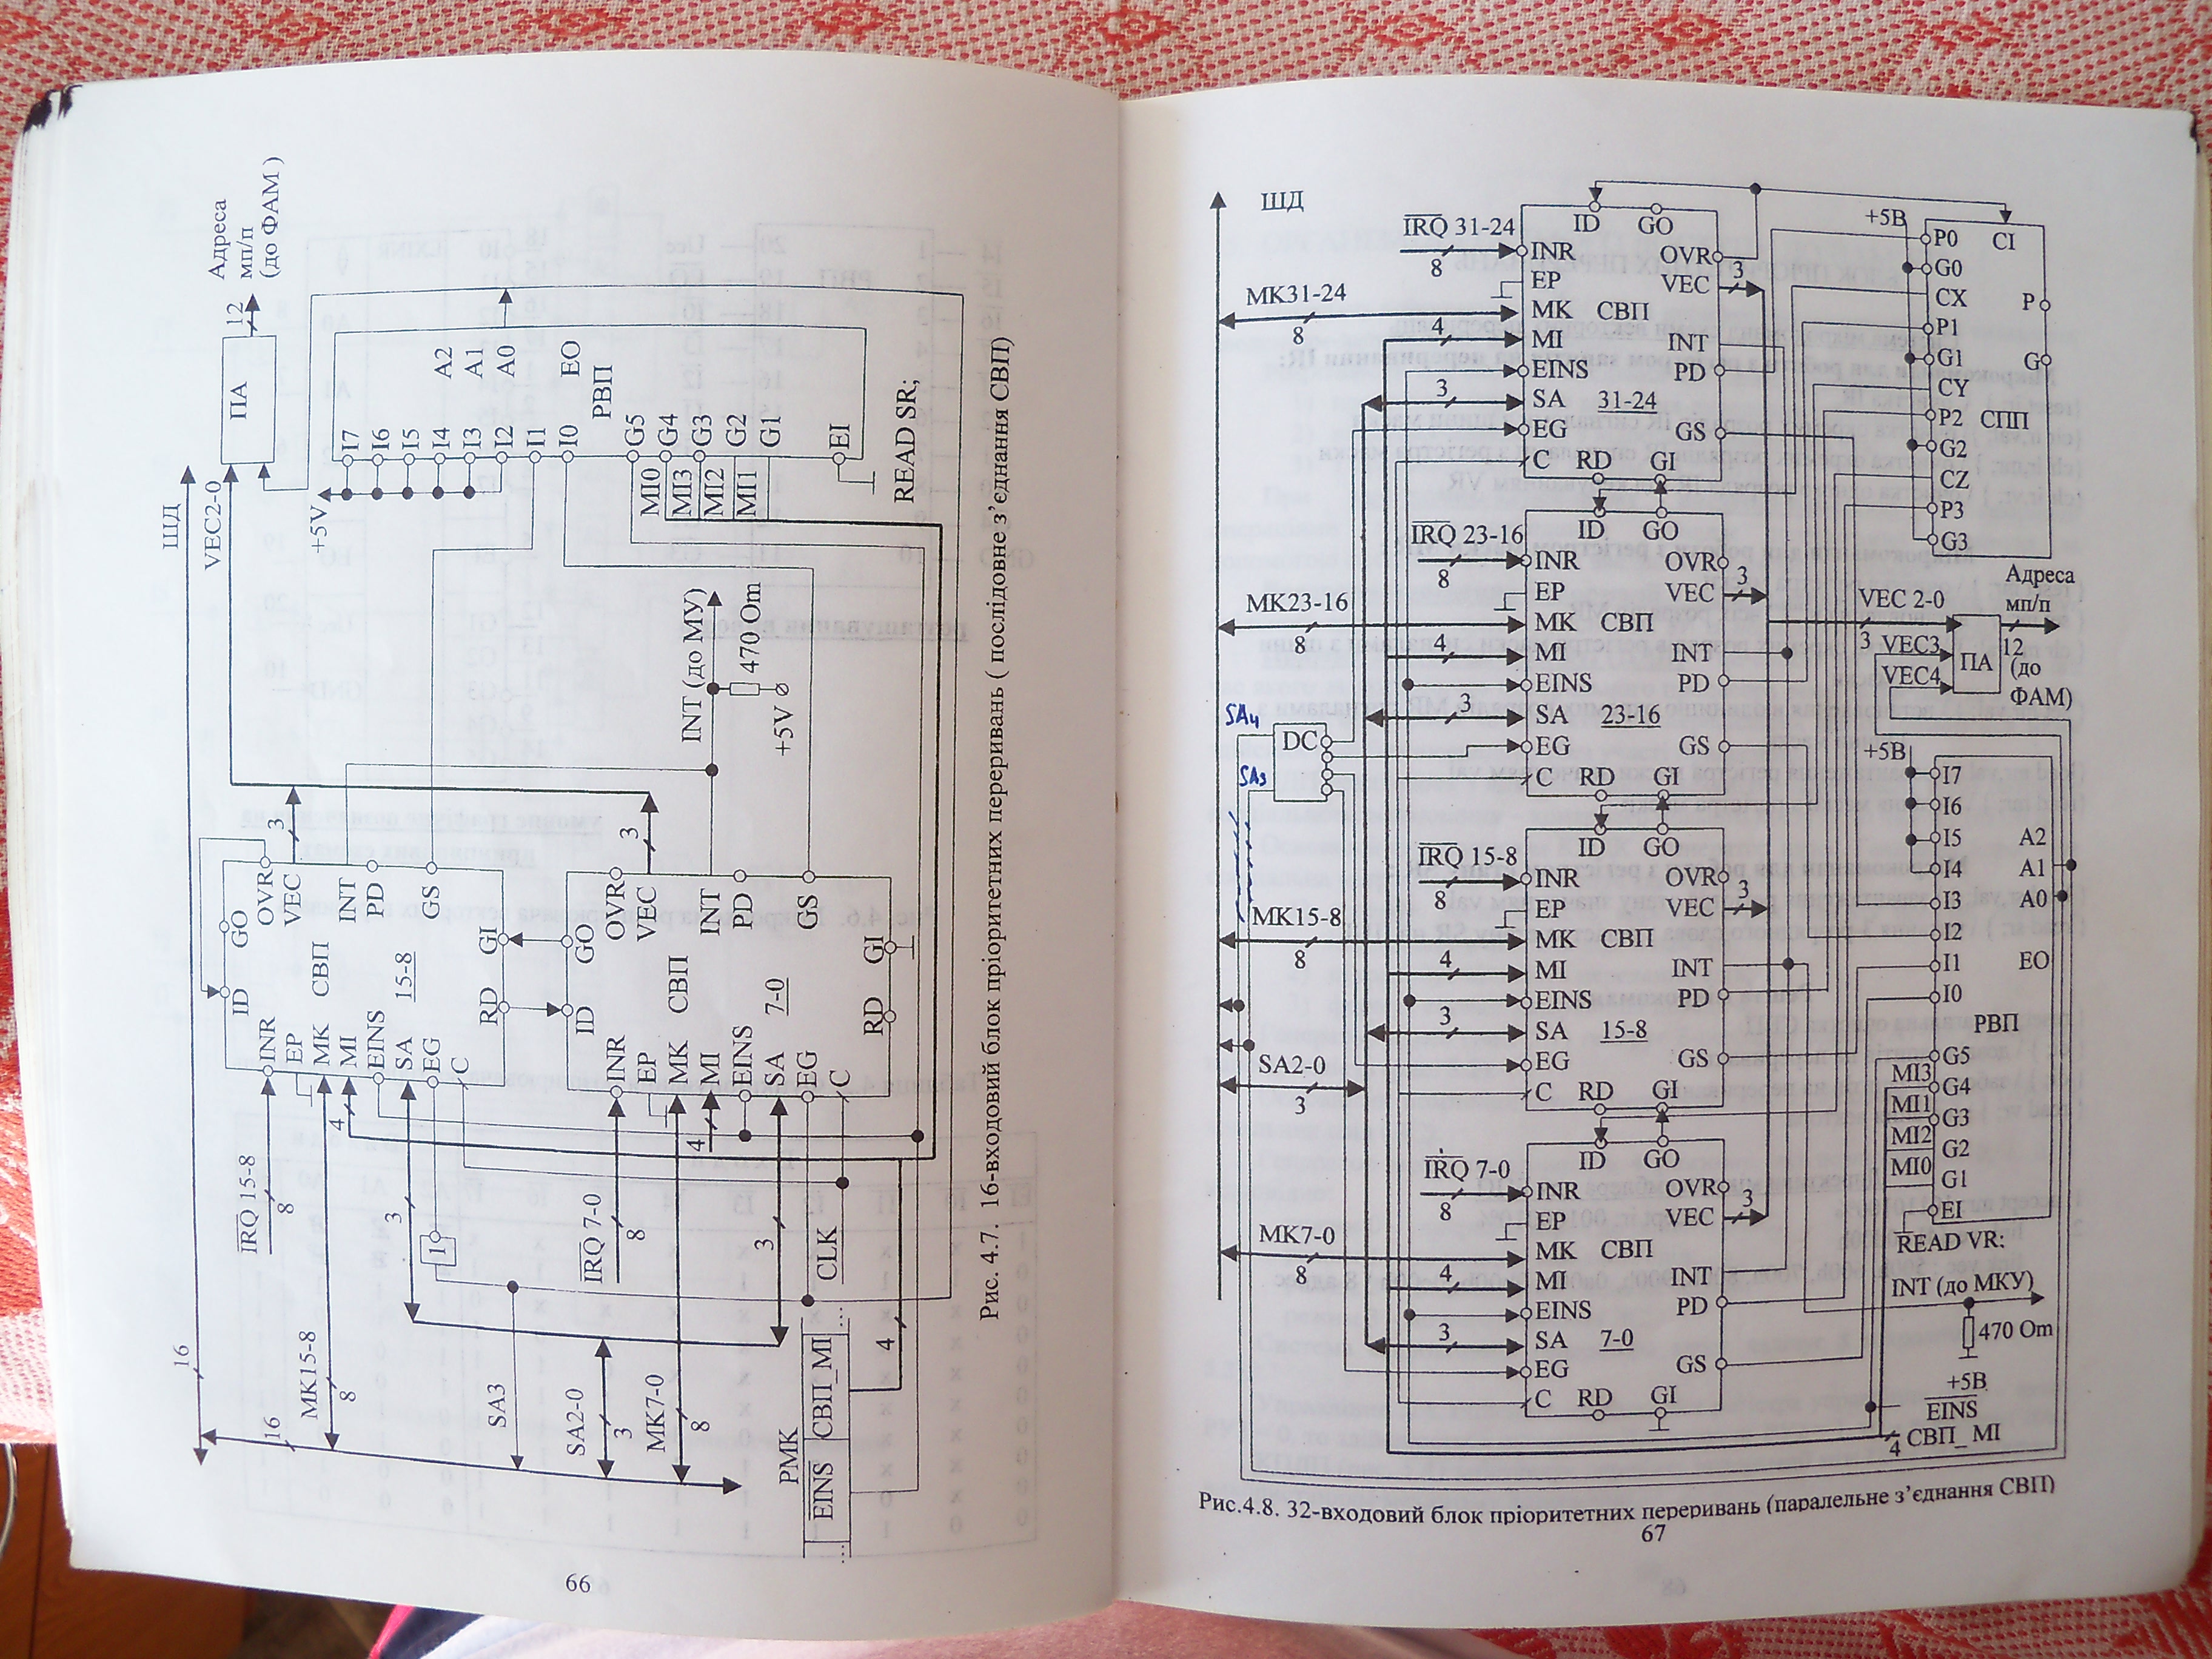 ШД
16
VEC2-0
ПА
12
Адреса
мп/п
(до ФАМ)
+5V
I7
I6
I5
I4
I3
I2
I1
I0
G5
G4
G3
G2
G1
EI
A2
A1
A0
EO
РВП
MI0
MI3
MI2
MI1
READ SR;
ID
GO
INR
OVR
EP
VEC
3
MK
СВП
MI
INT
EINS
PD
SA
15-8
EG
GS
C
RD
GI
IRQ 15-8
8
4
3
1
INT (до МУ)
470 Om
+5V
ID
GO
INR
OVR
EP
VEC
3
MK
СВП
MI
INT
EINS
PD
SA
7-0
EG
GS
C
RD
GI
IRQ 7-0
8
4
3
CLK
16
MK15-8
8
SA3
SA2-0
3
MK7-0
8
РМК
... EINS СВП_MI ...
4
Рис. 4.7. 16-входовий блок пріоритетних переривань ( послідовне з’єднання СВП)
66
ШД
IRQ 31-24
8
MK31-24
8
4
3
ID GO
INR OVR
EP VEC
3
MK СВП
MI INT
EINS PD
SA 31-24
EG GS
C RD GI
+5В
P0 CI
G0
CX P
P1
G1 G
CY
P2 СПП
G2
CZ
P3
G3
IRQ 23-16
8
MK23-16
8
4
3
ID GO
INR OVR
EP VEC
3
MK СВП
MI INT
EINS PD
SA 23-16
EG GS
C RD GI
Адреса
мп/п
VEC 2-0
3
VEC3
VEC4
ПА
12
(до
ФАМ)
SA4
DC
SA3
IRQ 15-8
8
MK15-8
8
4
3
ID GO
INR OVR
EP VEC
3
MK СВП
MI INT
EINS PD
SA 15-8
EG GS
C RD GI
SA2-0
3
+5В
I7
I6
I5 A2
I4 A1
I3 A0
I2
I1 EO
I0
РВП
G5
MI3 G4
MI1 G3
MI2 G2
MI0 G1
EI
READ VR;
IRQ 7-0
8
MK7-0
8
4
3
ID GO
INR OVR
EP VEC
3
MK СВП
MI INT
EINS PD
SA 7-0
EG GS
C RD GI
INT (до МКУ)
470 Om
+5В
EINS
4 СВП_ MI
Рис.4.8. 32-входовий блок пріоритетних переривань (паралельне з’єднання СВП)
67